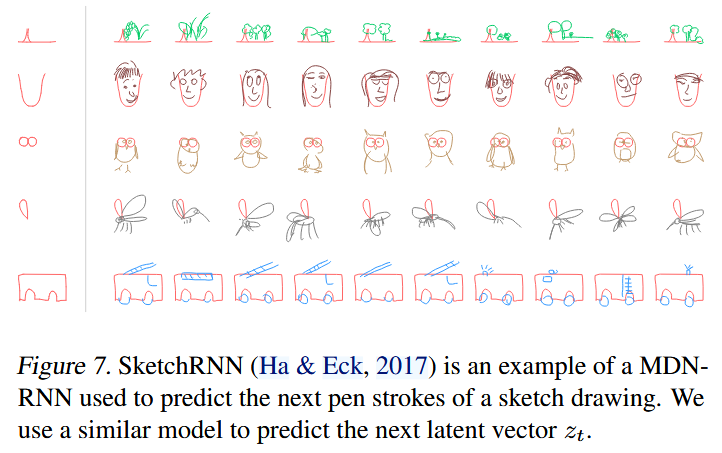 Figure 7. SketchRNN (Ha & Eck, 2017) is an example of a MDN-
RNN used to predict the next pen strokes of a sketch drawing. We
use a similar model to predict the next latent vector z_t.